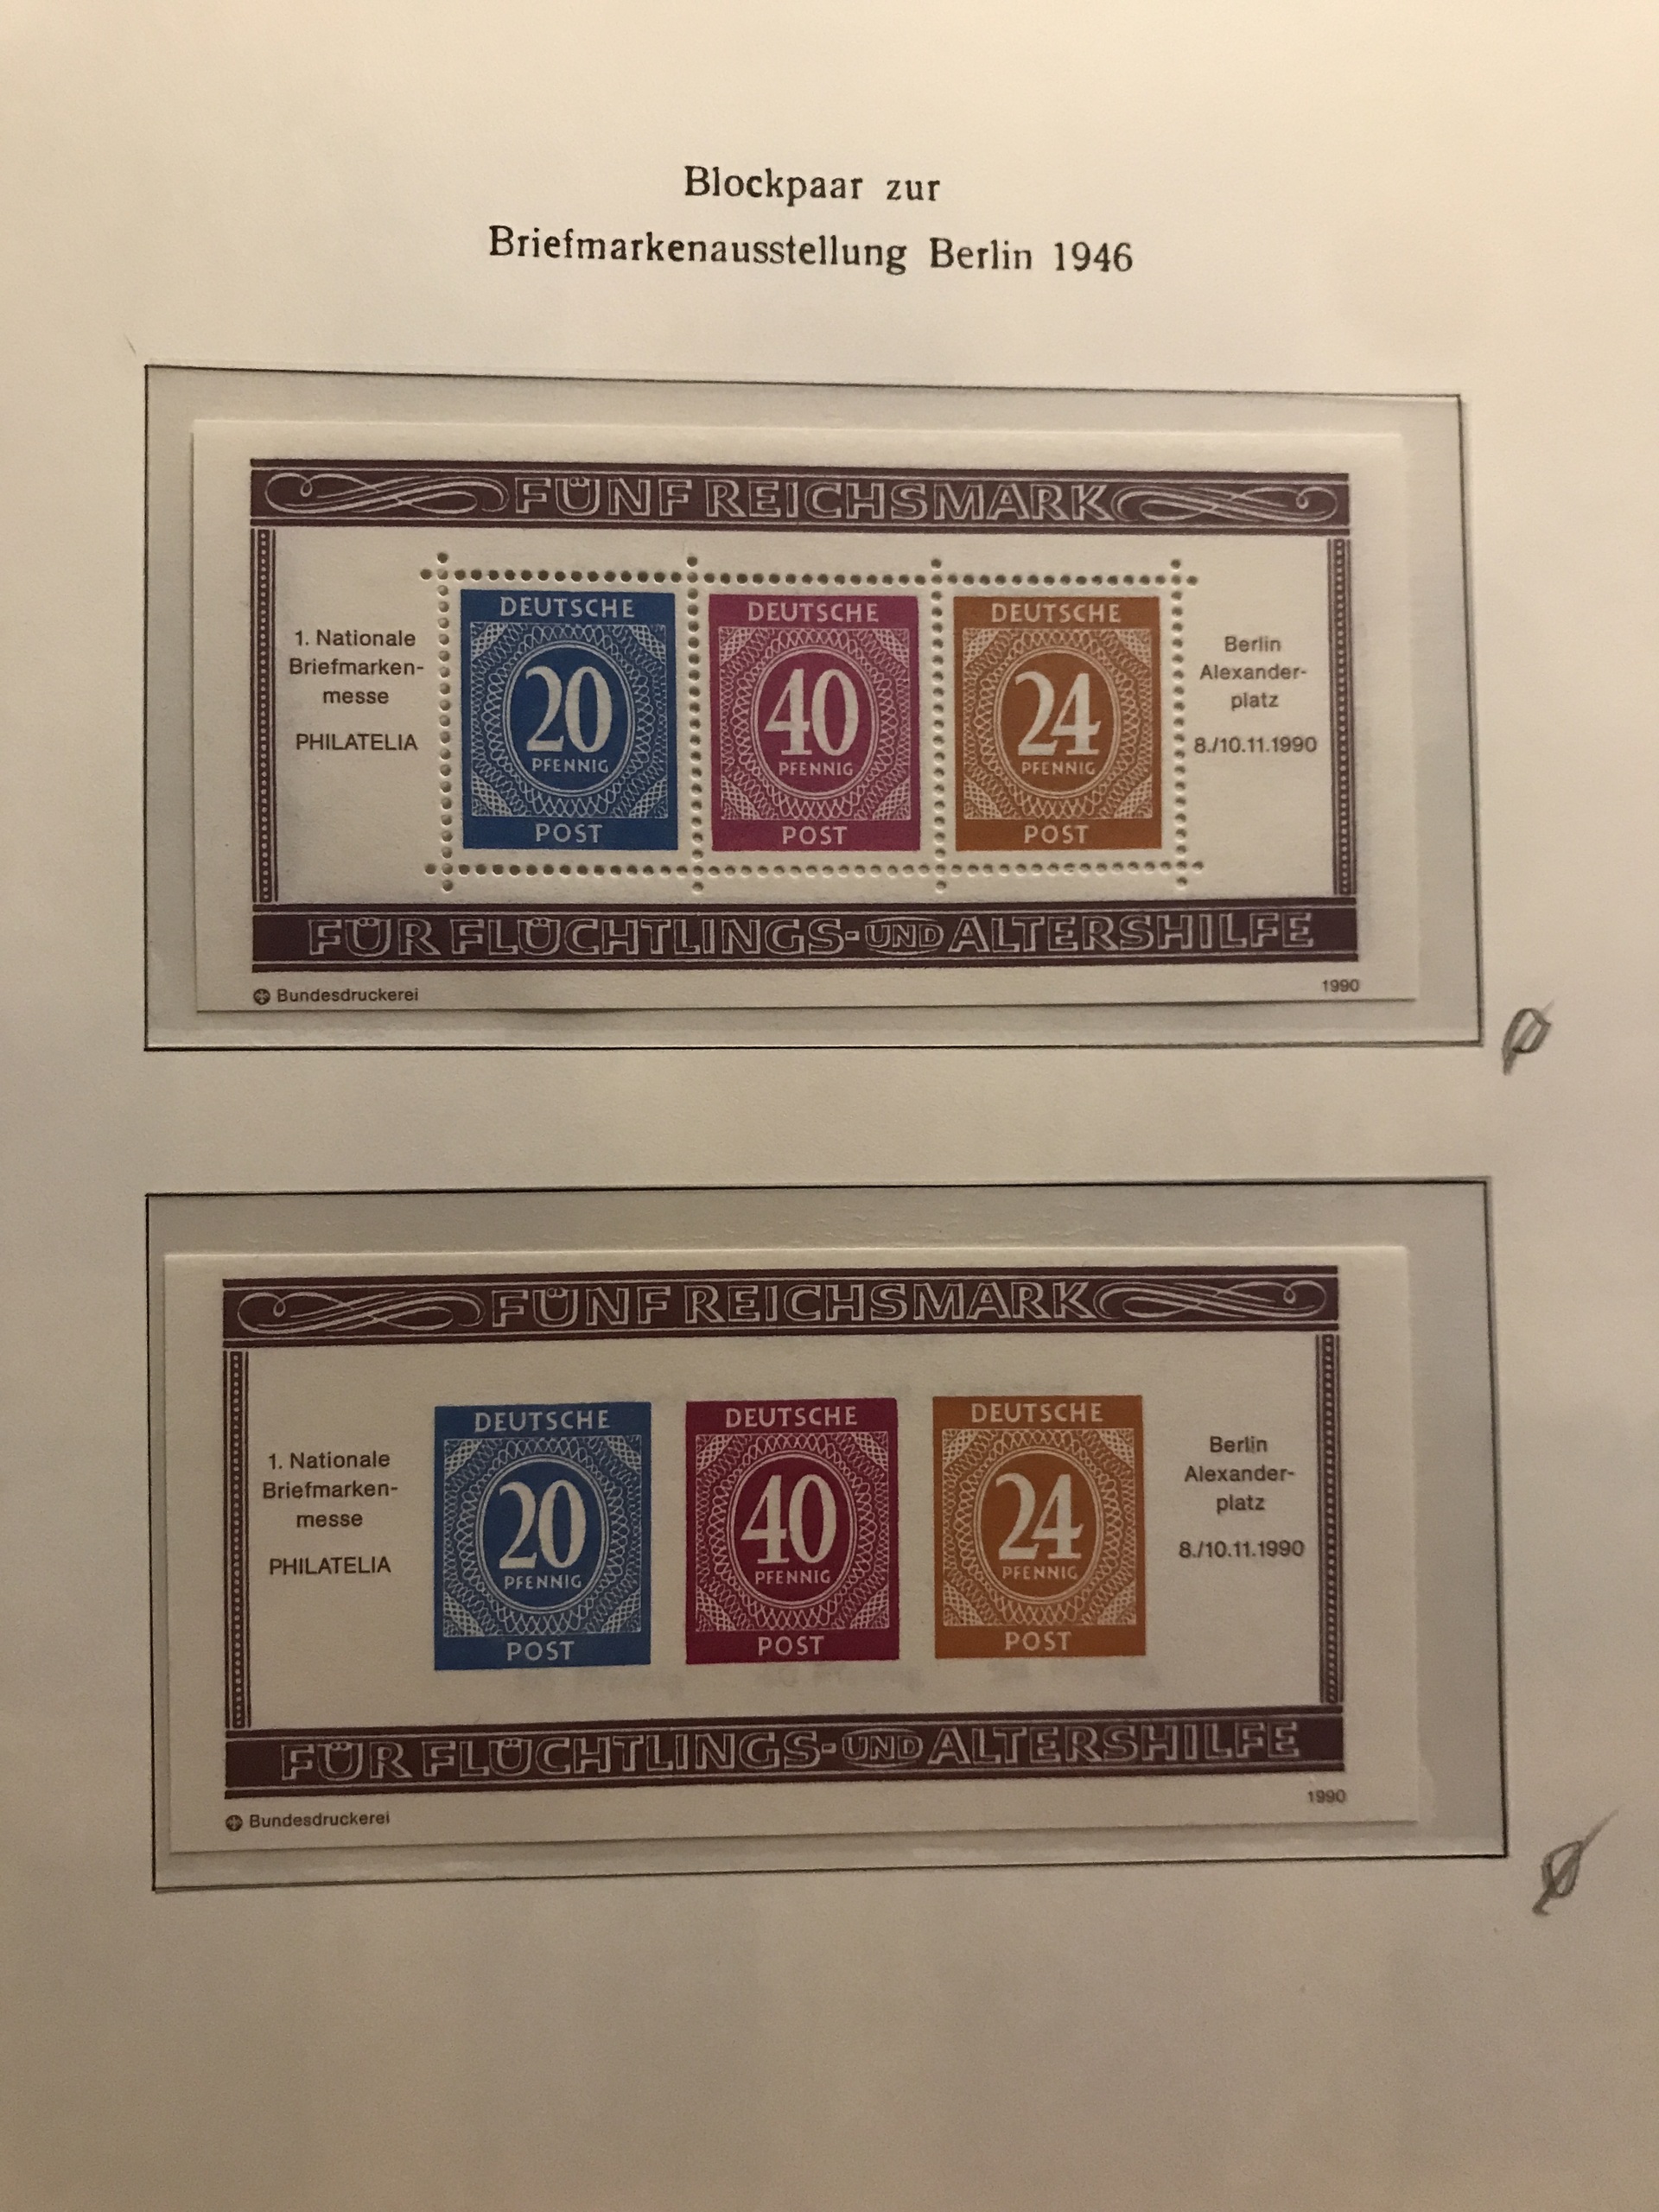 Blockpaar zur
Briefmarkenausstellung Berlin 1946
FÜNF REICHSMARK
1. Nationale
Briefmarken-
messe
PHILATELIA
DEUTSCHE
20
PFENNIG
POST
DEUTSCHE
40
PFENNIG
POST
DEUTSCHE
24
PFENNIG
POST
Berlin
Alexander-
platz
8./10.11.1990
FÜR FLÜCHTLINGS-UND ALTERSHILFE
Bundesdruckerei
1990
FÜNF REICHSMARK
1. Nationale
Briefmarken-
messe
PHILATELIA
DEUTSCHE
20
PFENNIG
POST
DEUTSCHE
40
PFENNIG
POST
DEUTSCHE
24
PFENNIG
POST
Berlin
Alexander-
platz
8./10.11.1990
FÜR FLÜCHTLINGS-UND ALTERSHILFE
Bundesdruckerei
1990